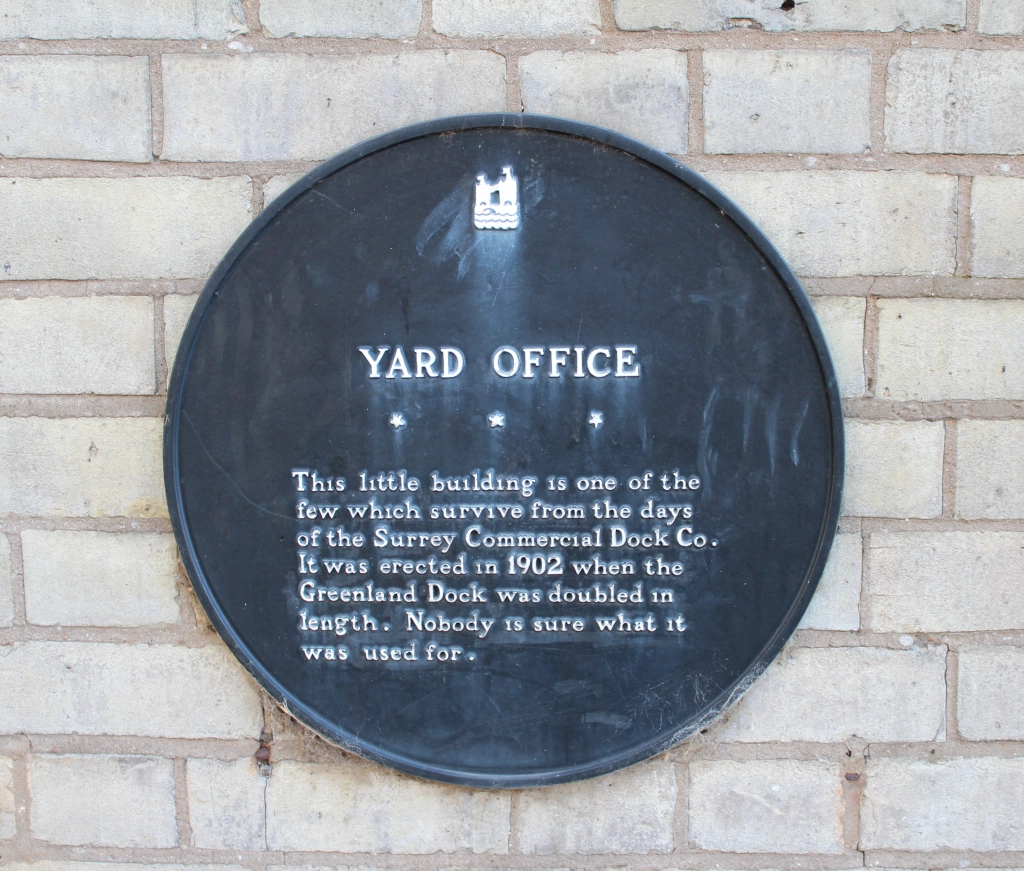 YARD OFFICE
This little building is one of the
few which survive from the days
of the Surrey Commercial Dock Co.
It was erected in 1902 when the
Greenland Dock was doubled in
length. Nobody is sure what it
was used for.